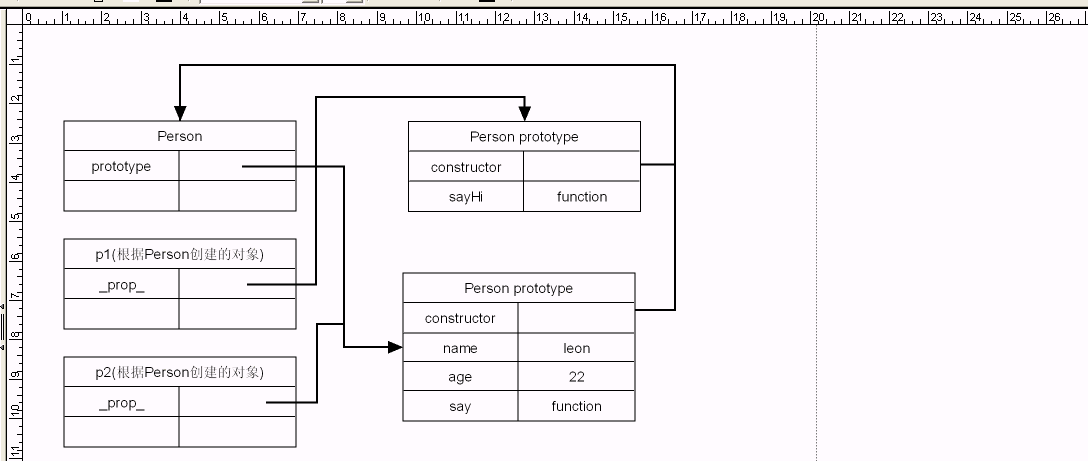 0 1 2 3 4 5 6 7 8 9 10 11 12 13 14 15 16 17 18 19 20 21 22 23 24 25 26
1
2
3
4
5
6
7
8
9
10
11
Person
prototype
p1(根据Person创建的对象)
_prop_
p2(根据Person创建的对象)
_prop_
Person prototype
constructor
sayHi function
Person prototype
constructor
name leon
age 22
say function